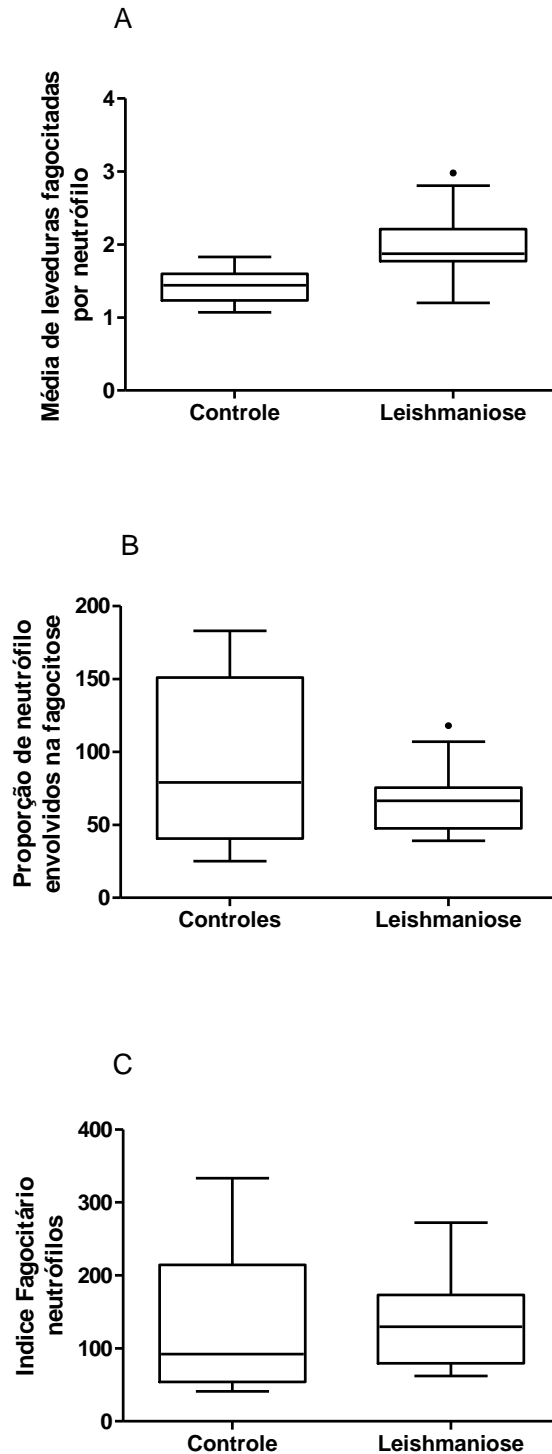 A
Média de leveduras fagocitadas
por neutrófilo
4
3
2
1
0
Controle
Leishmaniose
B
Proporção de neutrófilo
envolvidos na fagocitose
200
150
100
50
0
Controles
Leishmaniose
C
Indice Fagocitário
neutrófilos
400
300
200
100
0
Controle
Leishmaniose